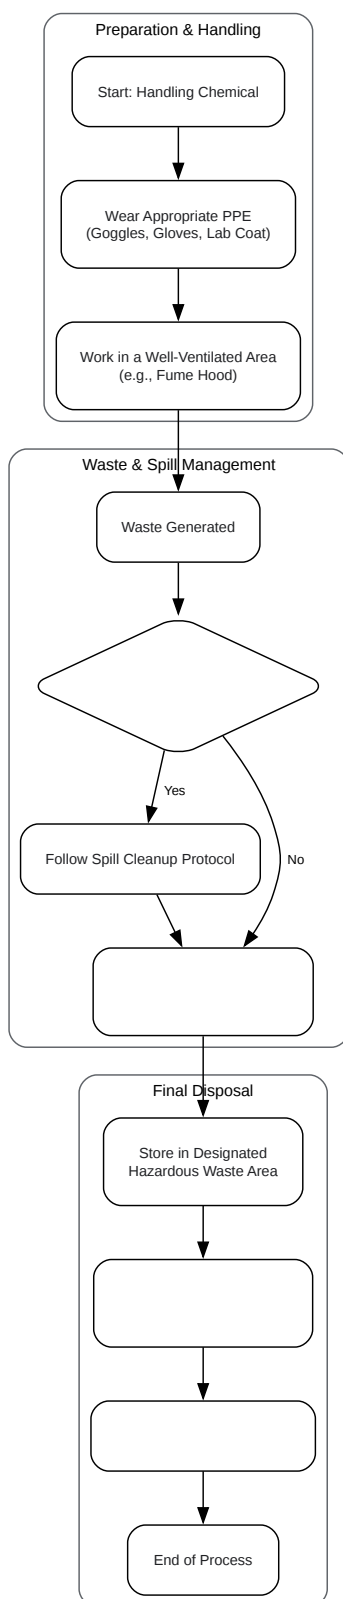 Preparation & Handling
Start: Handling Chemical
Wear Appropriate PPE
(Goggles, Gloves, Lab Coat)
Work in a Well-Ventilated Area
(e.g., Fume Hood)
Waste & Spill Management
Waste Generated
Yes
Follow Spill Cleanup Protocol
No
Final Disposal
Store in Designated
Hazardous Waste Area
End of Process